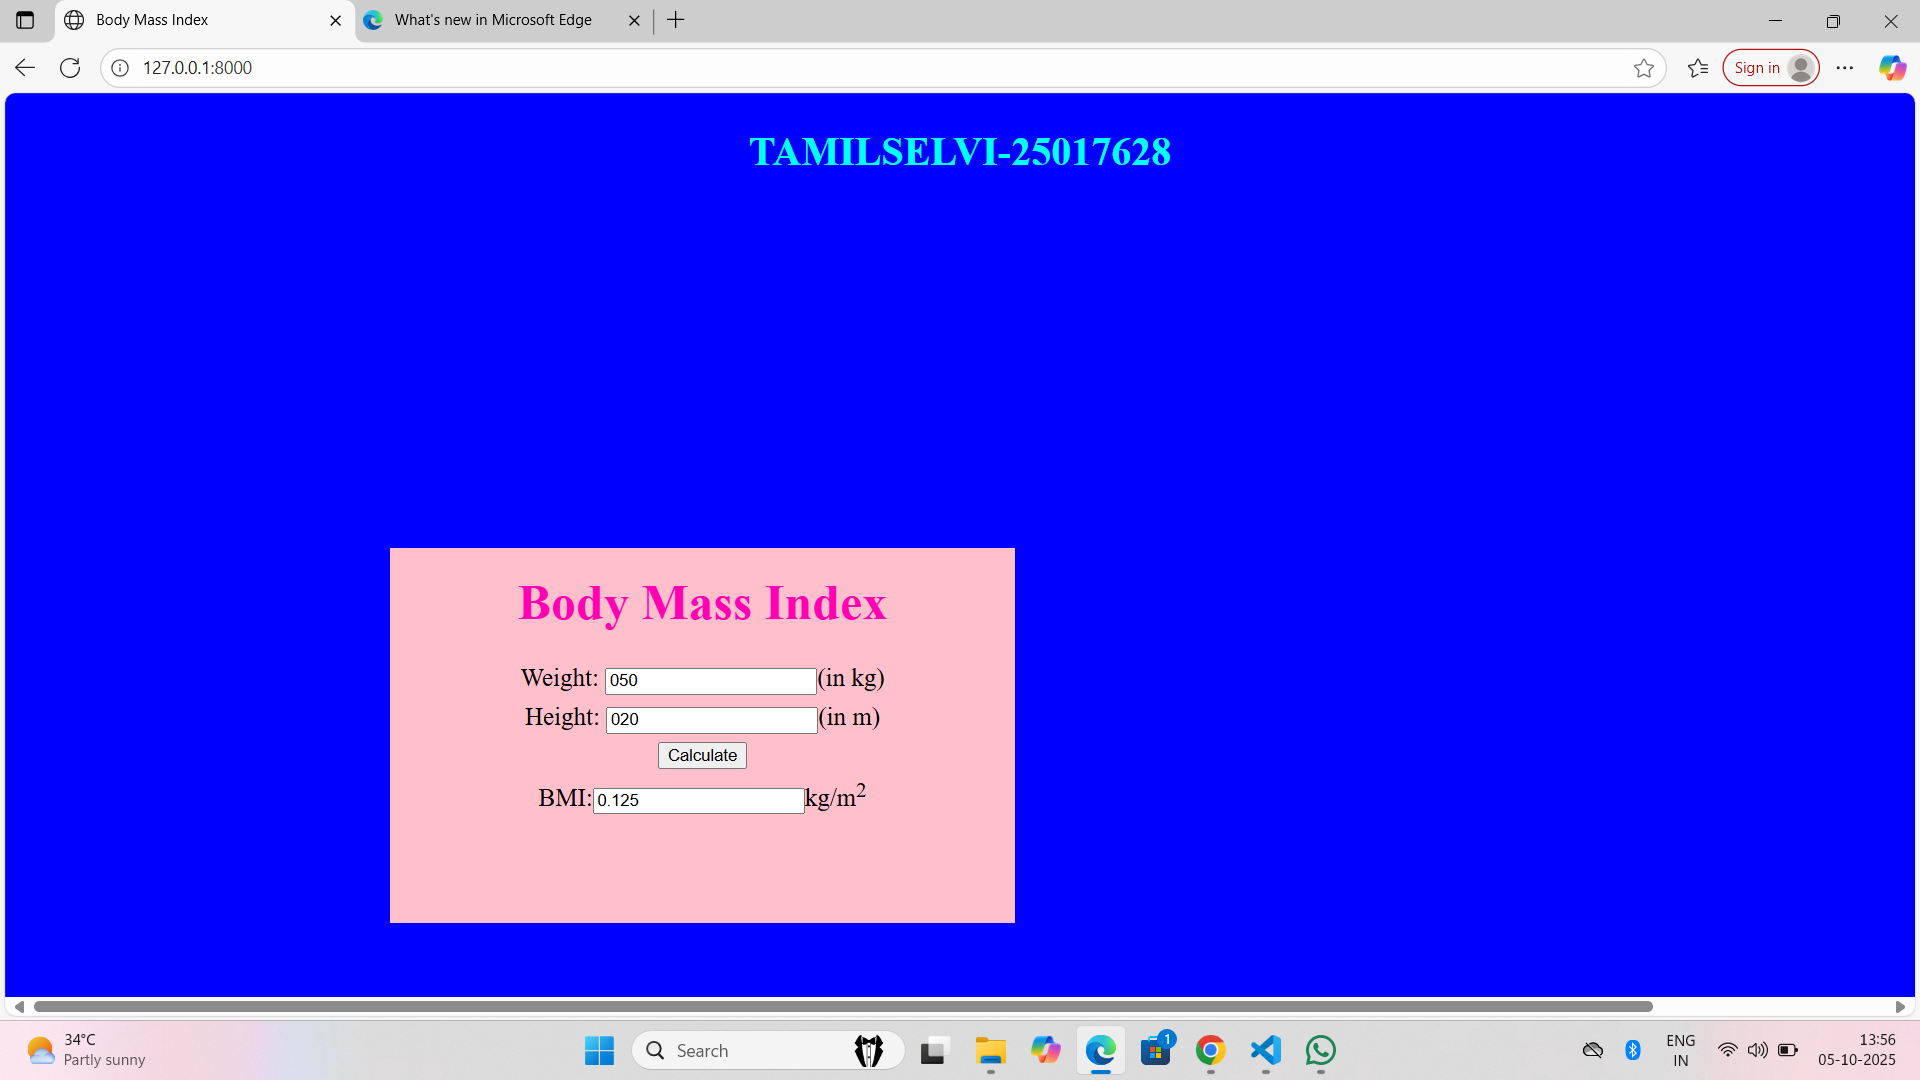 Body Mass Index
What's new in Microsoft Edge
127.0.0.1:8000
Sign in
TAMILSELVI-25017628
Body Mass Index
Weight: 050 (in kg)
Height: 020 (in m)
Calculate
BMI: 0.125 kg/m²
34°C
Partly sunny
Search
1
ENG
IN
13:56
05-10-2025